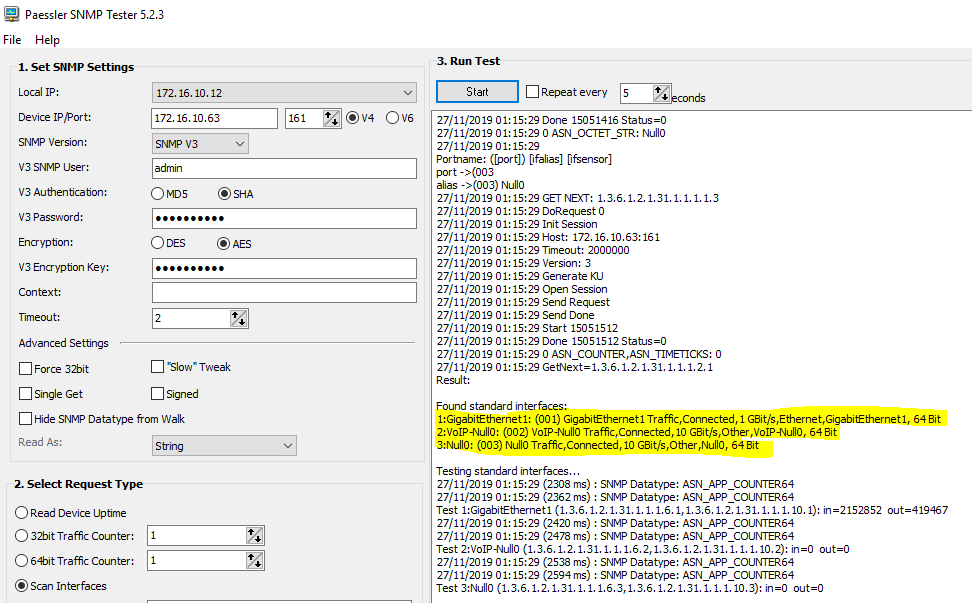 Paessler SNMP Tester 5.2.3
File Help
1. Set SNMP Settings
Local IP: 172.16.10.12
Device IP/Port: 172.16.10.63 161 V4 V6
SNMP Version: SNMP V3
V3 SNMP User: admin
V3 Authentication: MD5 SHA
V3 Password: ●●●●●●●●●●
Encryption: DES AES
V3 Encryption Key: ●●●●●●●●●●
Context:
Timeout: 2
Advanced Settings
Force 32bit "Slow" Tweak
Single Get Signed
Hide SNMP Datatype from Walk
Read As: String
2. Select Request Type
Read Device Uptime
32bit Traffic Counter: 1
64bit Traffic Counter: 1
Scan Interfaces
3. Run Test
Start Repeat every 5 econds
27/11/2019 01:15:29 Done 15051416 Status=0
27/11/2019 01:15:29 0 ASN_OCTET_STR: Null0
27/11/2019 01:15:29
Portname: ([port]) [ifalias] [ifsensor]
port ->(003
alias ->(003) Null0
27/11/2019 01:15:29 GET NEXT: 1.3.6.1.2.1.31.1.1.1.1.3
27/11/2019 01:15:29 DoRequest 0
27/11/2019 01:15:29 Init Session
27/11/2019 01:15:29 Host: 172.16.10.63:161
27/11/2019 01:15:29 Timeout: 2000000
27/11/2019 01:15:29 Version: 3
27/11/2019 01:15:29 Generate KU
27/11/2019 01:15:29 Open Session
27/11/2019 01:15:29 Send Request
27/11/2019 01:15:29 Send Done
27/11/2019 01:15:29 Start 15051512
27/11/2019 01:15:29 Done 15051512 Status=0
27/11/2019 01:15:29 0 ASN_COUNTER,ASN_TIMETICKS: 0
27/11/2019 01:15:29 GetNext=1.3.6.1.2.1.31.1.1.1.2.1
Result:
Found standard interfaces:
1:GigabitEthernet1: (001) GigabitEthernet1 Traffic,Connected,1 GBit/s,Ethernet,GigabitEthernet1, 64 Bit
2:VoIP-Null0: (002) VoIP-Null0 Traffic,Connected,10 GBit/s,Other,VoIP-Null0, 64 Bit
3:Null0: (003) Null0 Traffic,Connected,10 GBit/s,Other,Null0, 64 Bit
Testing standard interfaces...
27/11/2019 01:15:29 (2308 ms) : SNMP Datatype: ASN_APP_COUNTER64
27/11/2019 01:15:29 (2362 ms) : SNMP Datatype: ASN_APP_COUNTER64
Test 1:GigabitEthernet1 (1.3.6.1.2.1.31.1.1.1.6.1,1.3.6.1.2.1.31.1.1.1.10.1): in=2152852 out=419467
27/11/2019 01:15:29 (2420 ms) : SNMP Datatype: ASN_APP_COUNTER64
27/11/2019 01:15:29 (2478 ms) : SNMP Datatype: ASN_APP_COUNTER64
Test 2:VoIP-Null0 (1.3.6.1.2.1.31.1.1.1.6.2,1.3.6.1.2.1.31.1.1.1.10.2): in=0 out=0
27/11/2019 01:15:29 (2538 ms) : SNMP Datatype: ASN_APP_COUNTER64
27/11/2019 01:15:29 (2594 ms) : SNMP Datatype: ASN_APP_COUNTER64
Test 3:Null0 (1.3.6.1.2.1.31.1.1.1.6.3,1.3.6.1.2.1.31.1.1.1.10.3): in=0 out=0